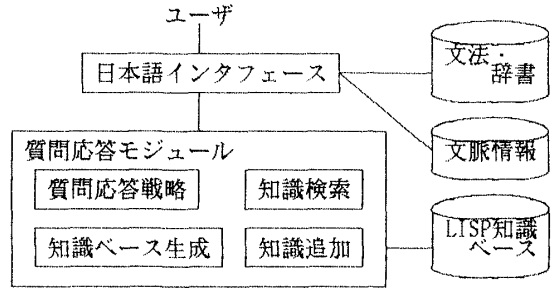 ユーザ
日本語インタフェース
文法・
辞書
文脈情報
質問応答モジュール
質問応答戦略
知識検索
知識ベース生成
知識追加
LISP知識
ベース